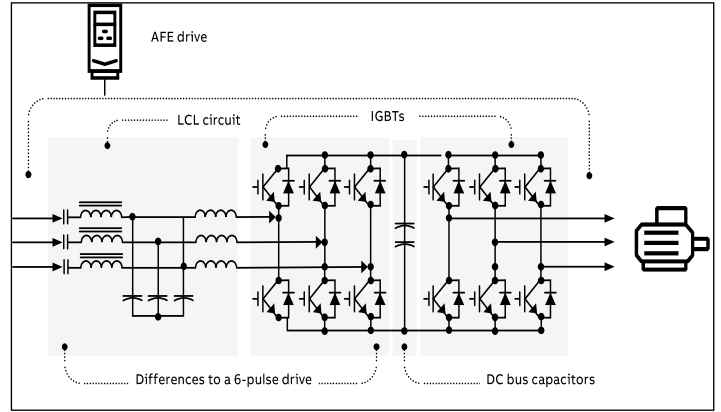 AFE drive
LCL circuit
IGBTs
Differences to a 6-pulse drive
DC bus capacitors